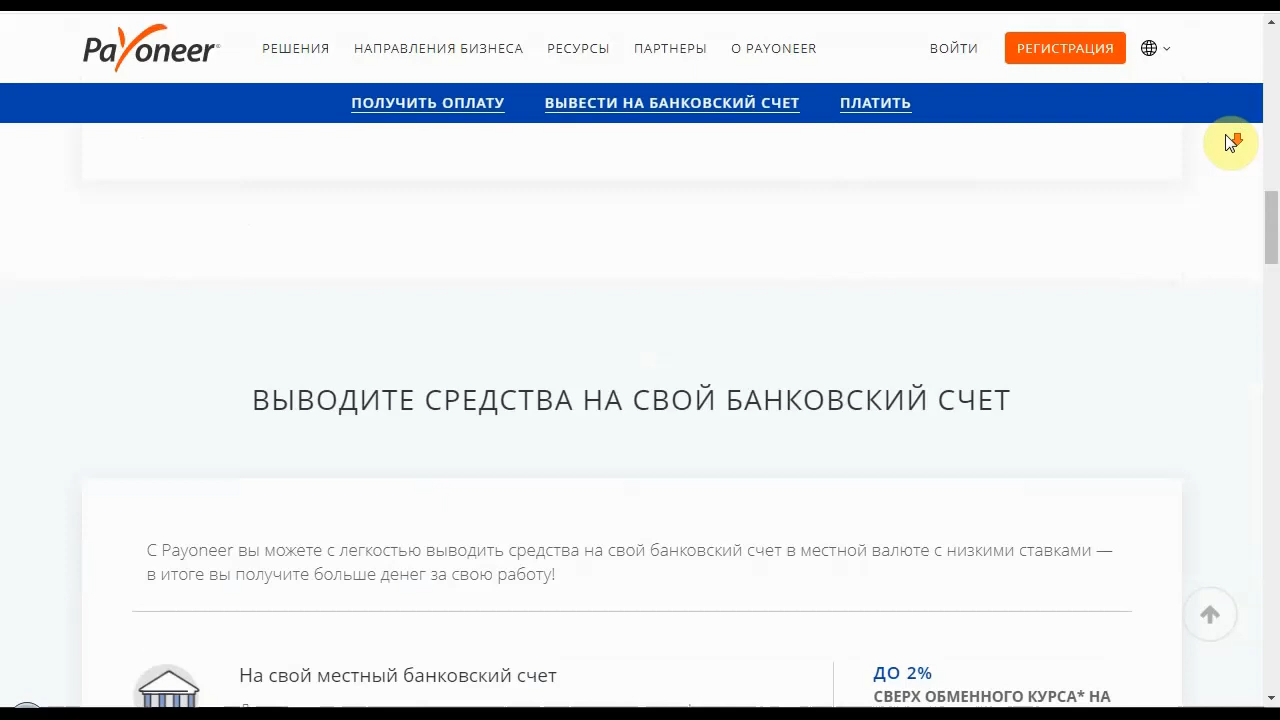 Payoneer
РЕШЕНИЯ НАПРАВЛЕНИЯ БИЗНЕСА РЕСУРСЫ ПАРТНЕРЫ О PAYONEER ВОЙТИ РЕГИСТРАЦИЯ
ПОЛУЧИТЬ ОПЛАТУ ВЫВЕСТИ НА БАНКОВСКИЙ СЧЕТ ПЛАТИТЬ
ВЫВОДИТЕ СРЕДСТВА НА СВОЙ БАНКОВСКИЙ СЧЕТ
С Payoneer вы можете с легкостью выводить средства на свой банковский счет в местной валюте с низкими ставками —
в итоге вы получите больше денег за свою работу!
На свой местный банковский счет
ДО 2%
СВЕРХ ОБМЕННОГО КУРСА* НА